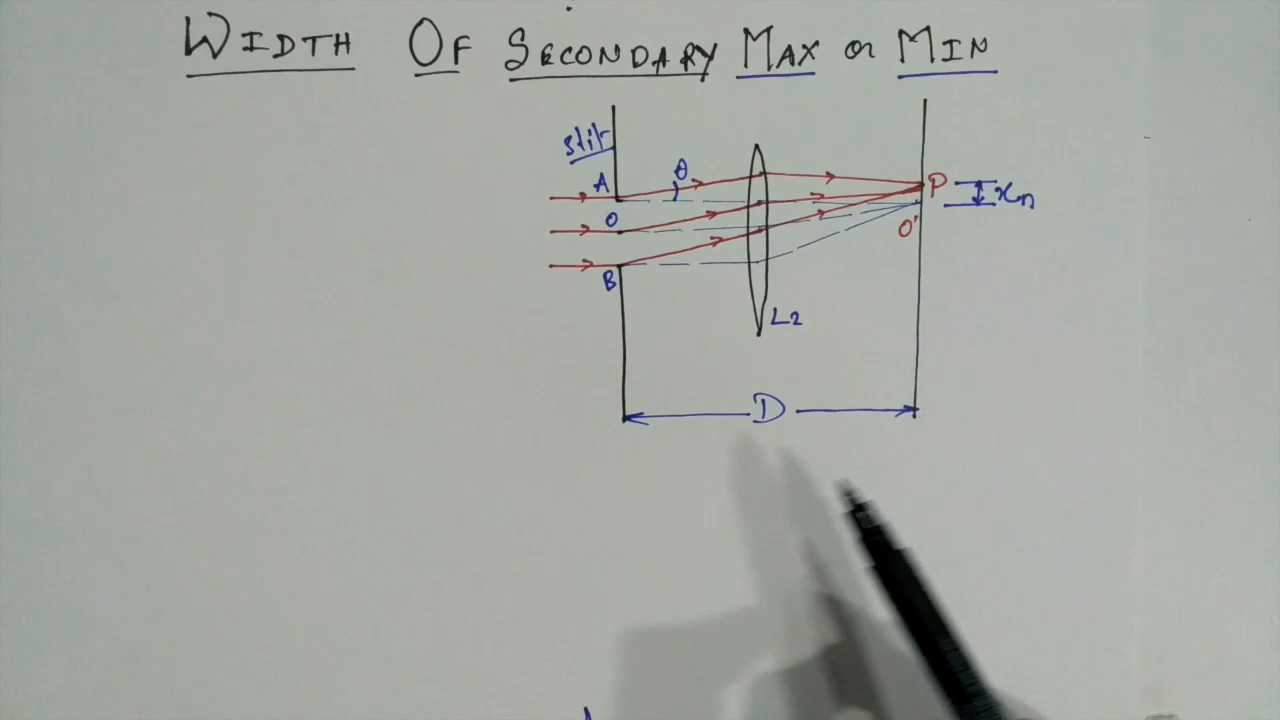 WIDTH OF SECONDARY MAX or MIN
slit
A
θ
P
xn
O
O'
B
L2
D